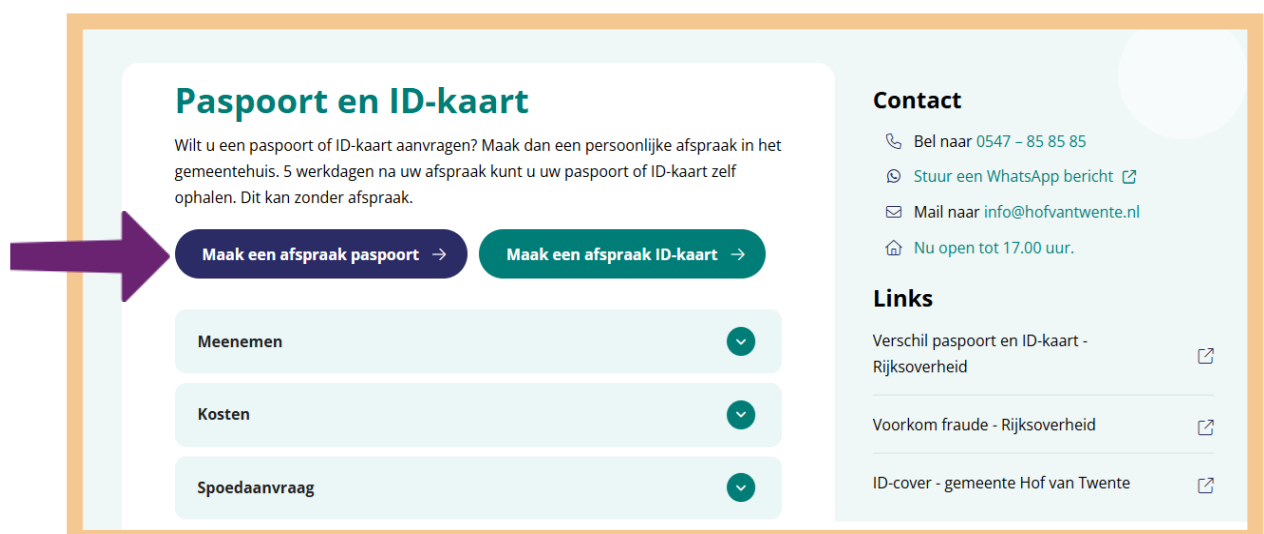 Paspoort en ID-kaart
Wilt u een paspoort of ID-kaart aanvragen? Maak dan een persoonlijke afspraak in het
gemeentehuis. 5 werkdagen na uw afspraak kunt u uw paspoort of ID-kaart zelf
ophalen. Dit kan zonder afspraak.
Maak een afspraak paspoort →
Maak een afspraak ID-kaart →
Meenemen
Kosten
Spoedaanvraag
Contact
Bel naar 0547 – 85 85 85
Stuur een WhatsApp bericht
Mail naar info@hofvantwente.nl
Nu open tot 17.00 uur.
Links
Verschil paspoort en ID-kaart -
Rijksoverheid
Voorkom fraude - Rijksoverheid
ID-cover - gemeente Hof van Twente